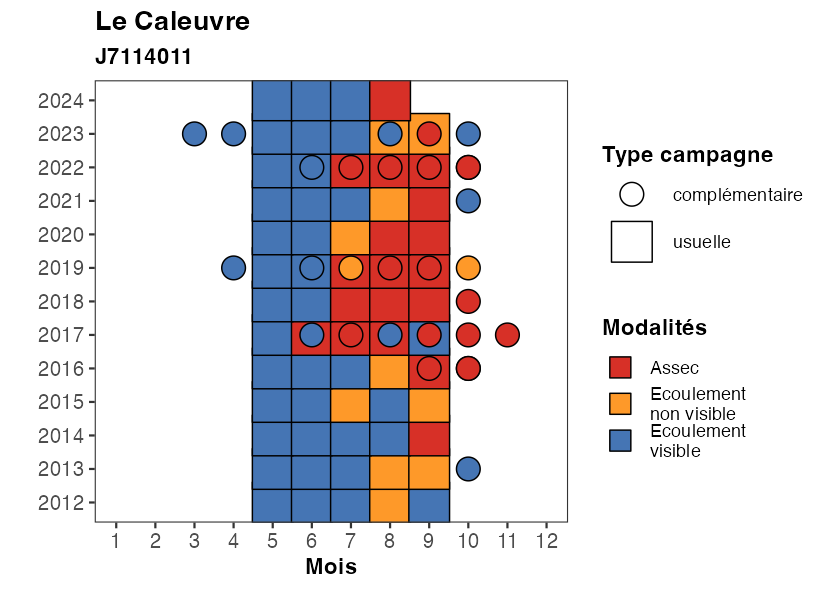 Le Caleuvre
J7114011
2024
2023
2022
2021
2020
2019
2018
2017
2016
2015
2014
2013
2012
1 2 3 4 5 6 7 8 9 10 11 12
Mois
Type campagne
complémentaire
usuelle
Modalités
Assec
Ecoulement
non visible
Ecoulement
visible